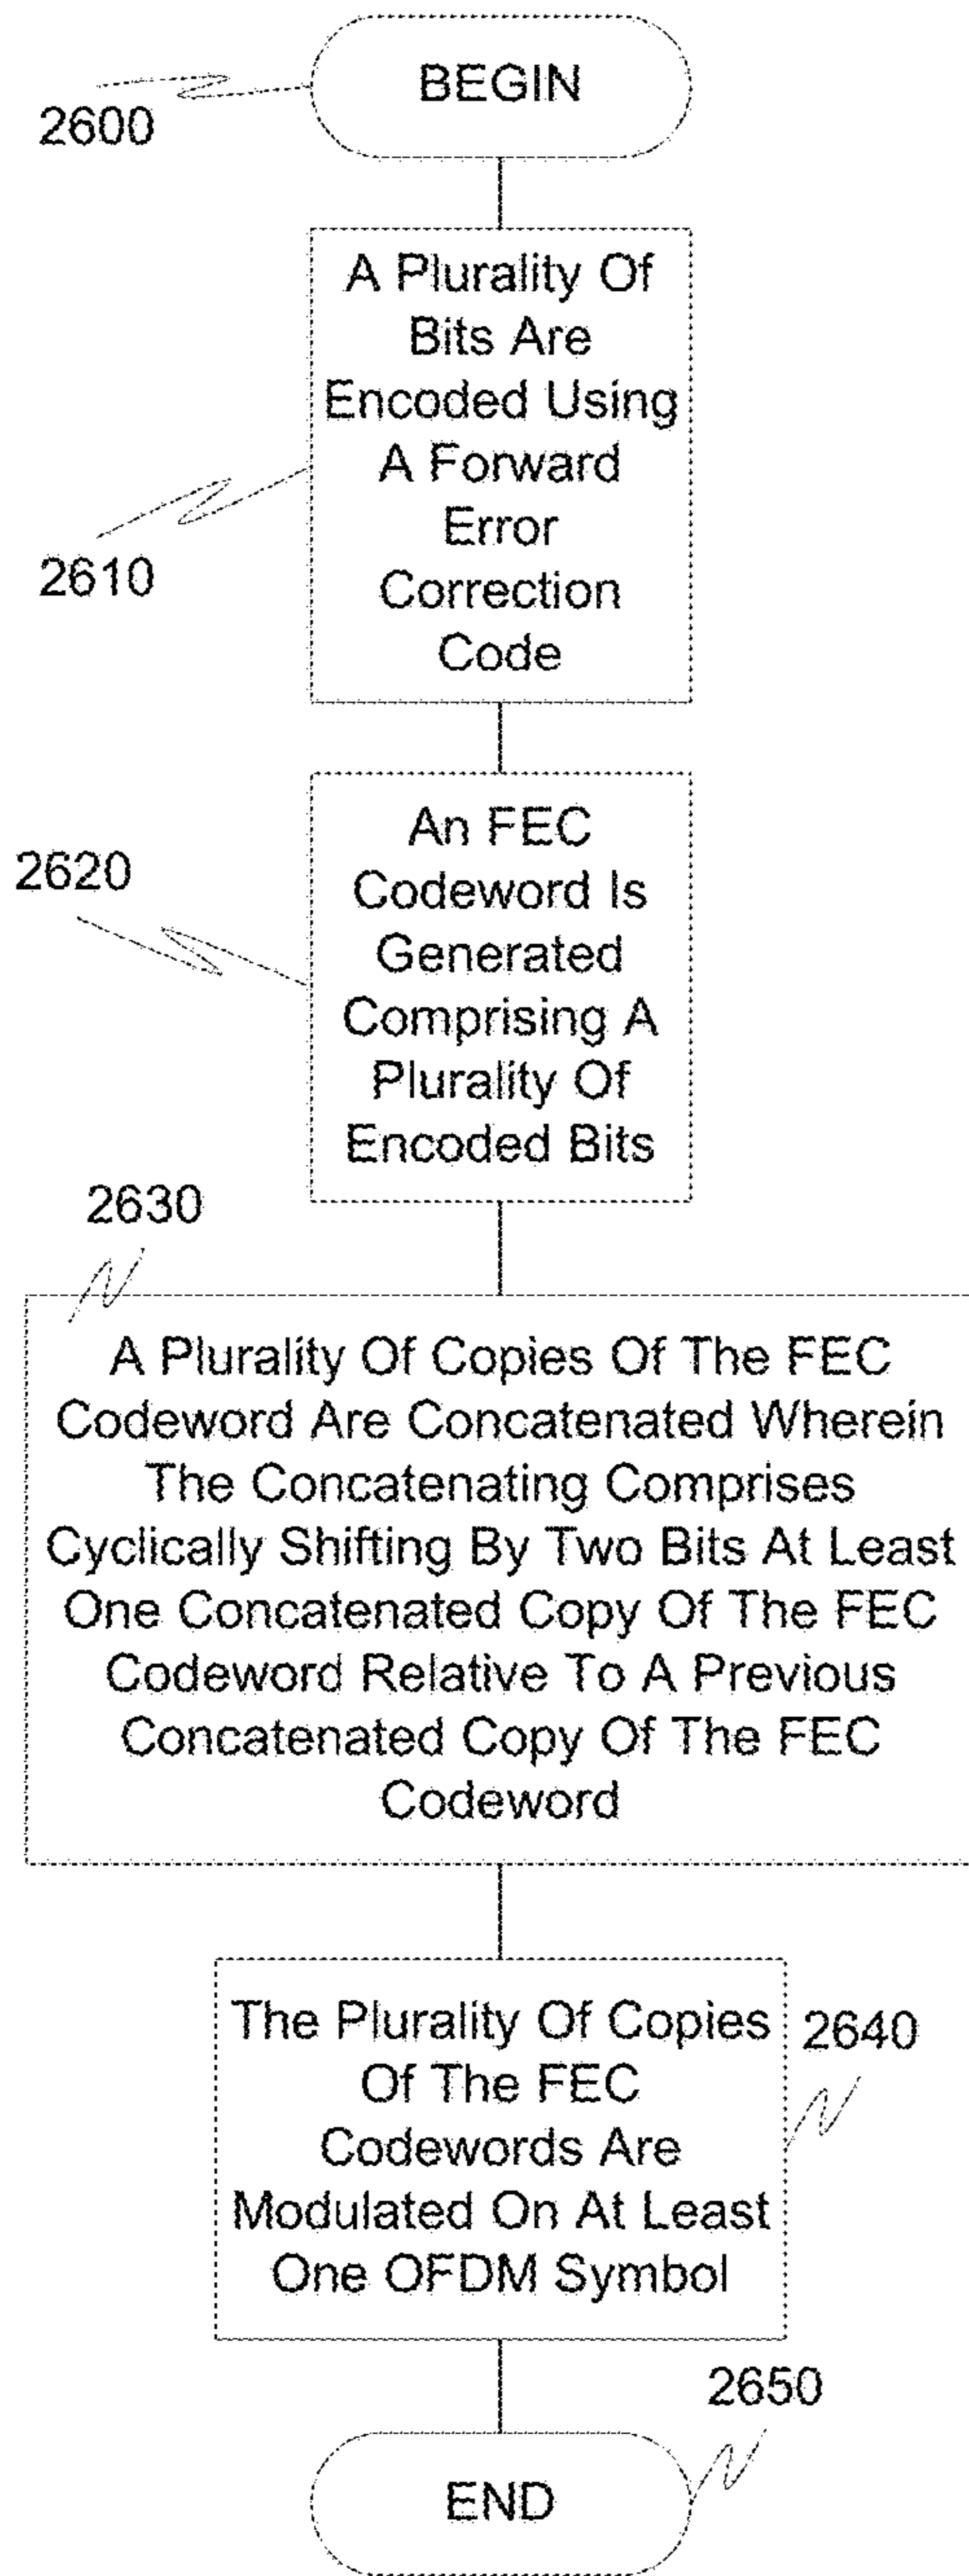 BEGIN
2600
A Plurality Of
Bits Are
Encoded Using
A Forward
Error
Correction
Code
2610
An FEC
Codeword Is
Generated
Comprising A
Plurality Of
Encoded Bits
2620
2630
A Plurality Of Copies Of The FEC
Codeword Are Concatenated Wherein
The Concatenating Comprises
Cyclically Shifting By Two Bits At Least
One Concatenated Copy Of The FEC
Codeword Relative To A Previous
Concatenated Copy Of The FEC
Codeword
The Plurality Of Copies
Of The FEC
Codewords Are
Modulated On At Least
One OFDM Symbol
2640
2650
END